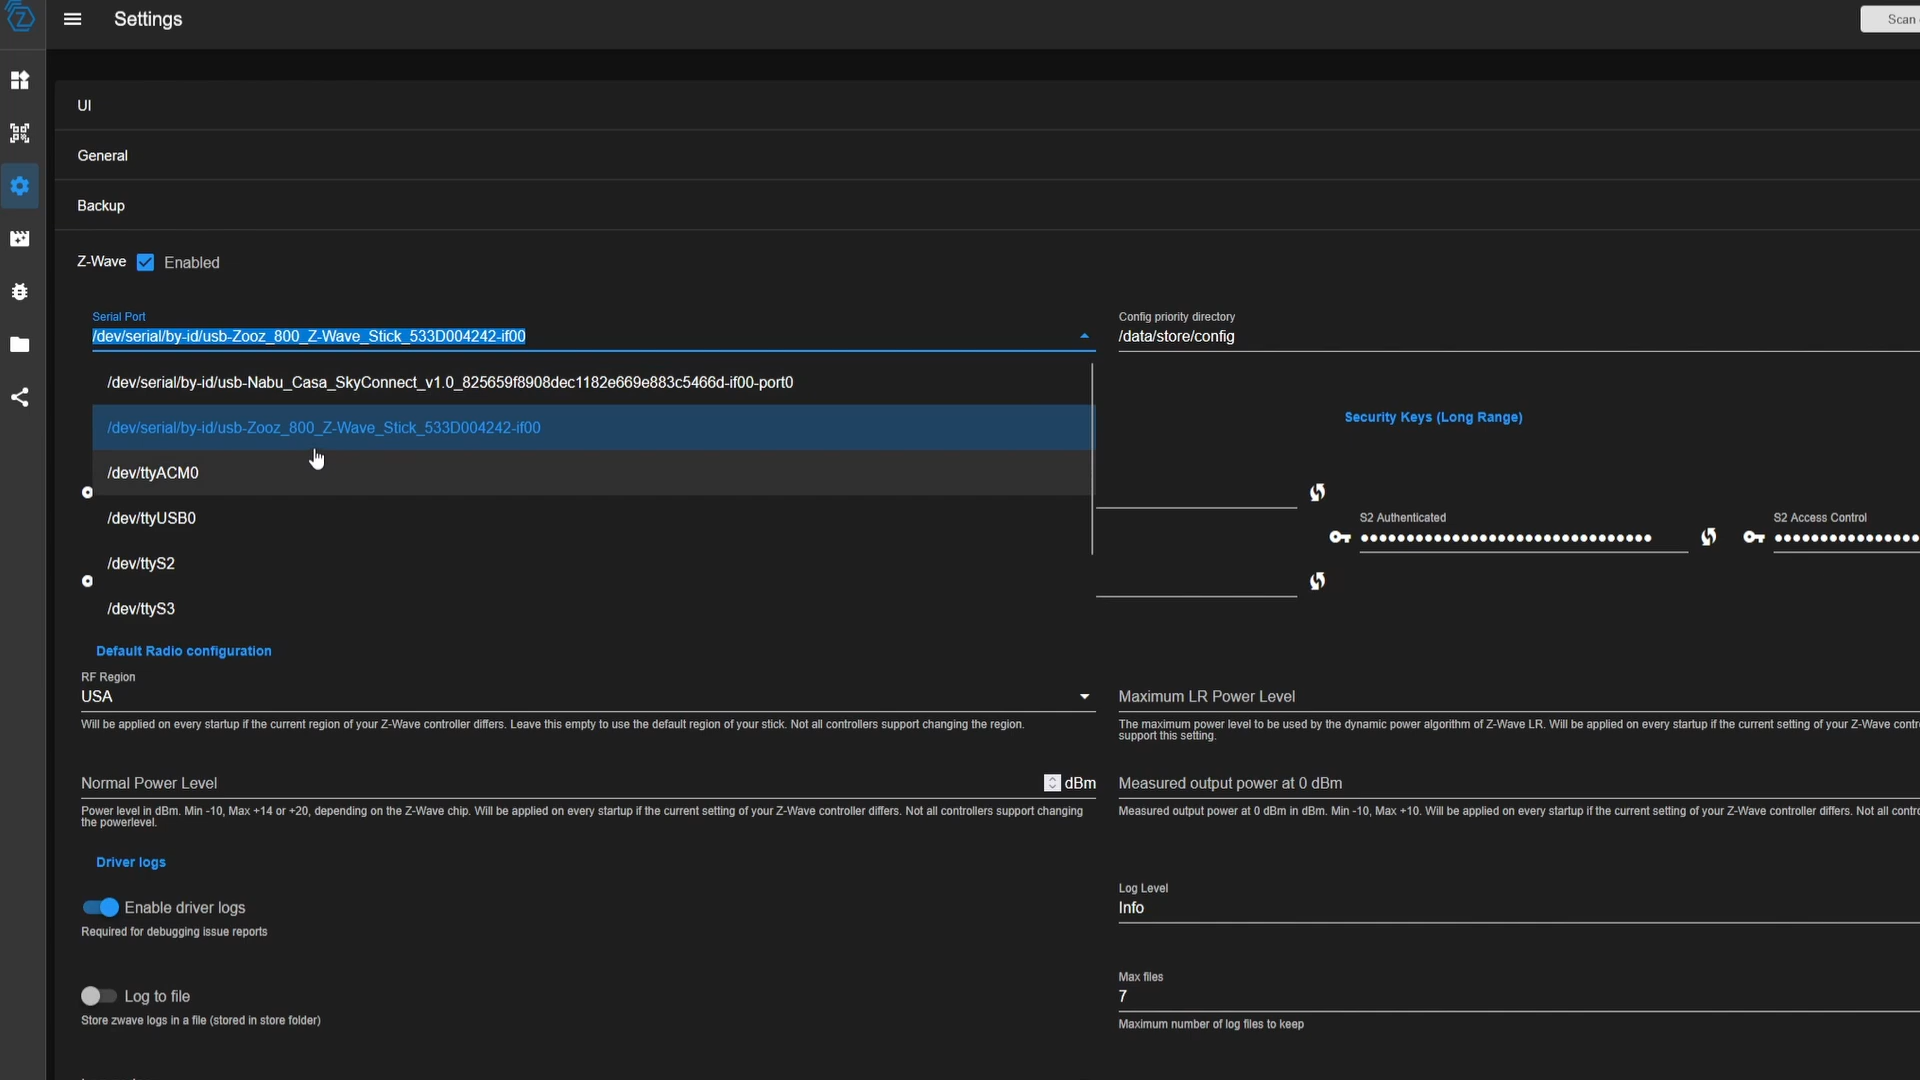 Settings
Scan
UI
General
Backup
Z-Wave Enabled
Serial Port
/dev/serial/by-id/usb-Zooz_800_Z-Wave_Stick_533D004242-if00
Config priority directory
/data/store/config
/dev/serial/by-id/usb-Nabu_Casa_SkyConnect_v1.0_825659f8908dec1182e669e883c5466d-if00-port0
/dev/serial/by-id/usb-Zooz_800_Z-Wave_Stick_533D004242-if00
Security Keys (Long Range)
/dev/ttyACM0
/dev/ttyUSB0
S2 Authenticated
S2 Access Control
/dev/ttyS2
/dev/ttyS3
Default Radio configuration
RF Region
USA
Will be applied on every startup if the current region of your Z-Wave controller differs. Leave this empty to use the default region of your stick. Not all controllers support changing the region.
Maximum LR Power Level
The maximum power level to be used by the dynamic power algorithm of Z-Wave LR. Will be applied on every startup if the current setting of your Z-Wave
support this setting.
Normal Power Level
dBm
Power level in dBm. Min -10, Max +14 or +20, depending on the Z-Wave chip. Will be applied on every startup if the current setting of your Z-Wave controller differs. Not all controllers support changing
the powerlevel.
Measured output power at 0 dBm
Measured output power at 0 dBm in dBm. Min -10, Max +10. Will be applied on every startup if the current setting of your Z-Wave controller differs. Not all
Driver logs
Enable driver logs
Required for debugging issue reports
Log Level
Info
Log to file
Store zwave logs in a file (stored in store folder)
Max files
7
Maximum number of log files to keep